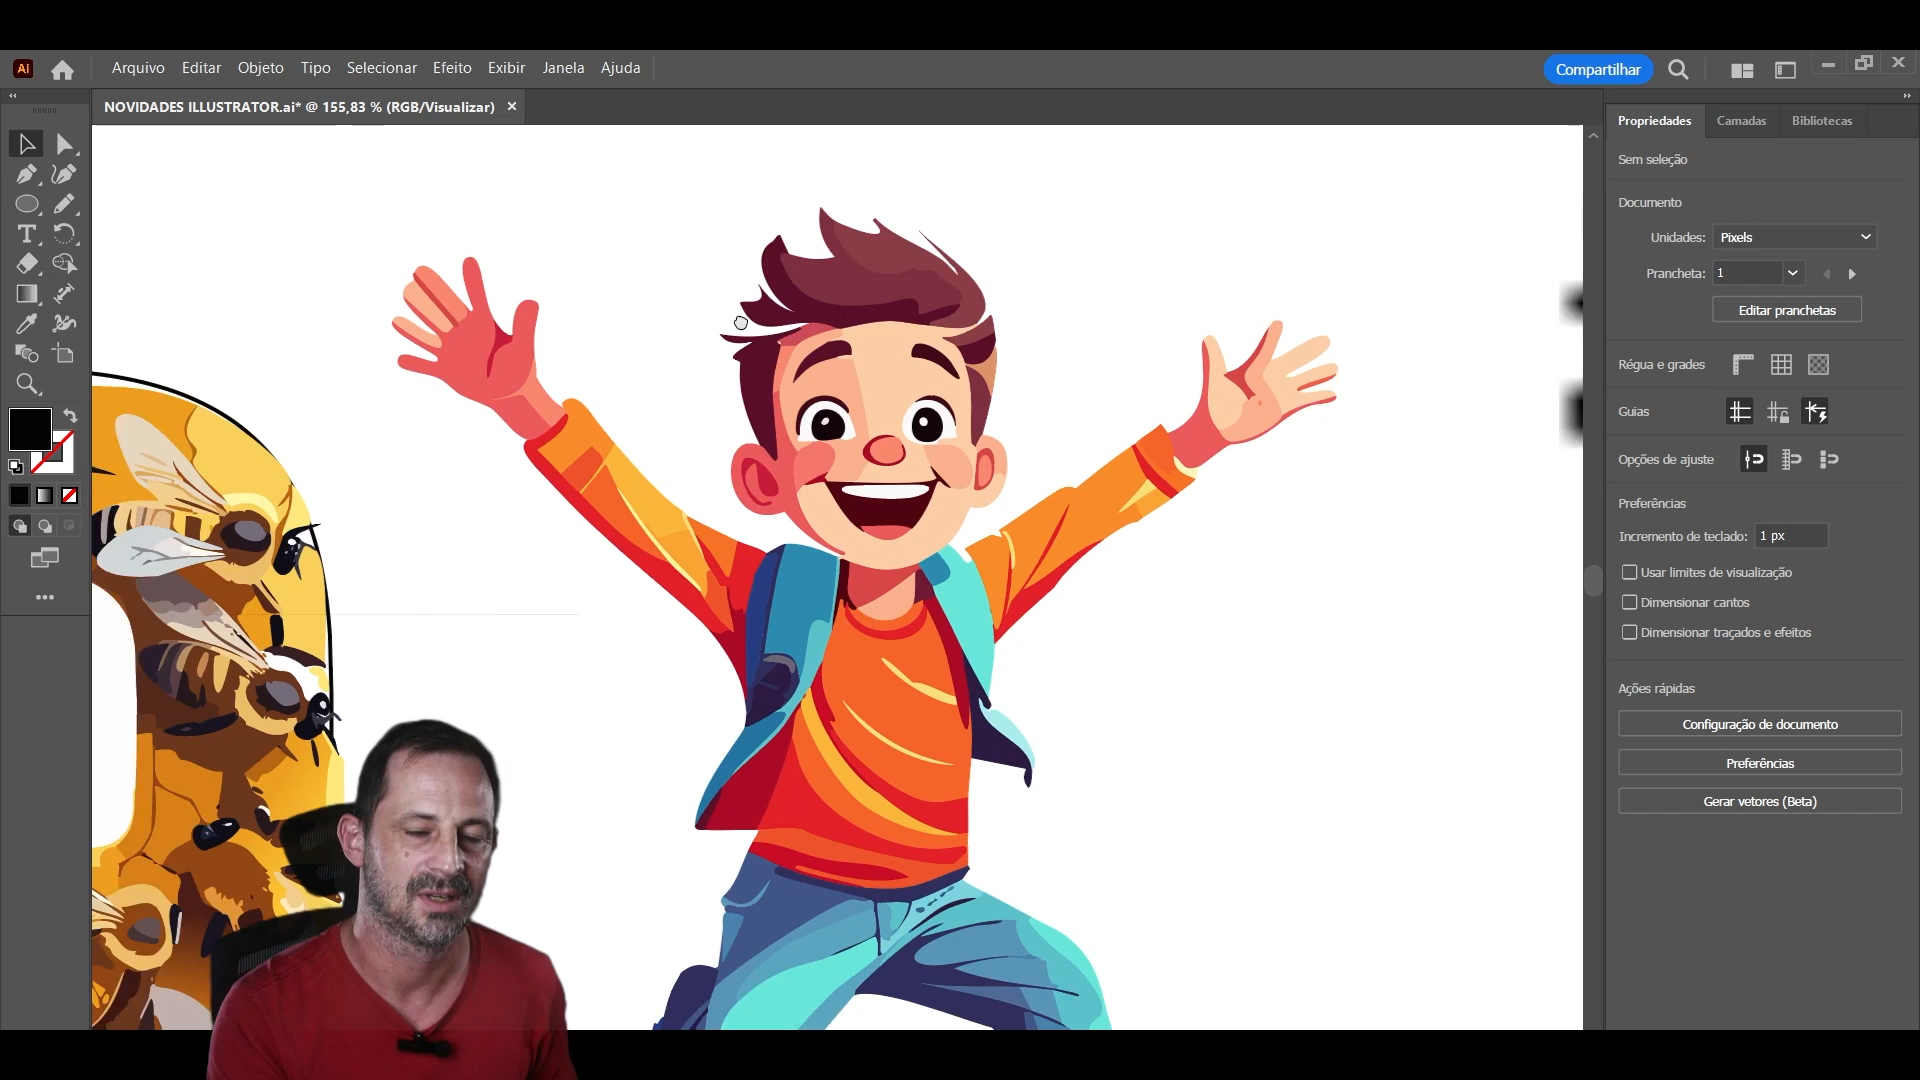 Ai
Arquivo Editar Objeto Tipo Selecionar Efeito Exibir Janela Ajuda
Compartilhar
NOVIDADES ILLUSTRATOR.ai* @ 155,83 % (RGB/Visualizar)
Propriedades Camadas Bibliotecas
Sem seleção
Documento
Unidades: Pixels
Prancheta: 1
Editar pranchetas
Régua e grades
Guias
Opções de ajuste
Preferências
Incremento de teclado: 1 px
Usar limites de visualização
Dimensionar cantos
Dimensionar traçados e efeitos
Ações rápidas
Configuração de documento
Preferências
Gerar vetores (Beta)